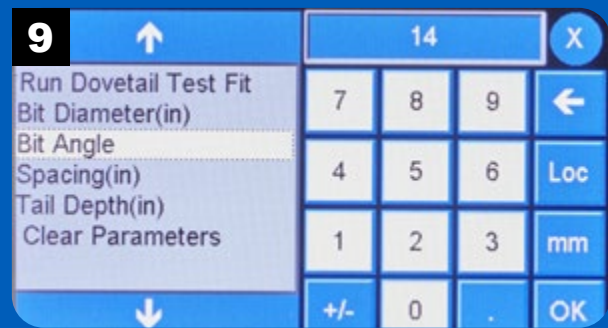 9
14
X
Run Dovetail Test Fit
Bit Diameter(in)
Bit Angle
Spacing(in)
Tail Depth(in)
Clear Parameters
7 8 9
4 5 6 Loc
1 2 3 mm
+/- 0 . OK